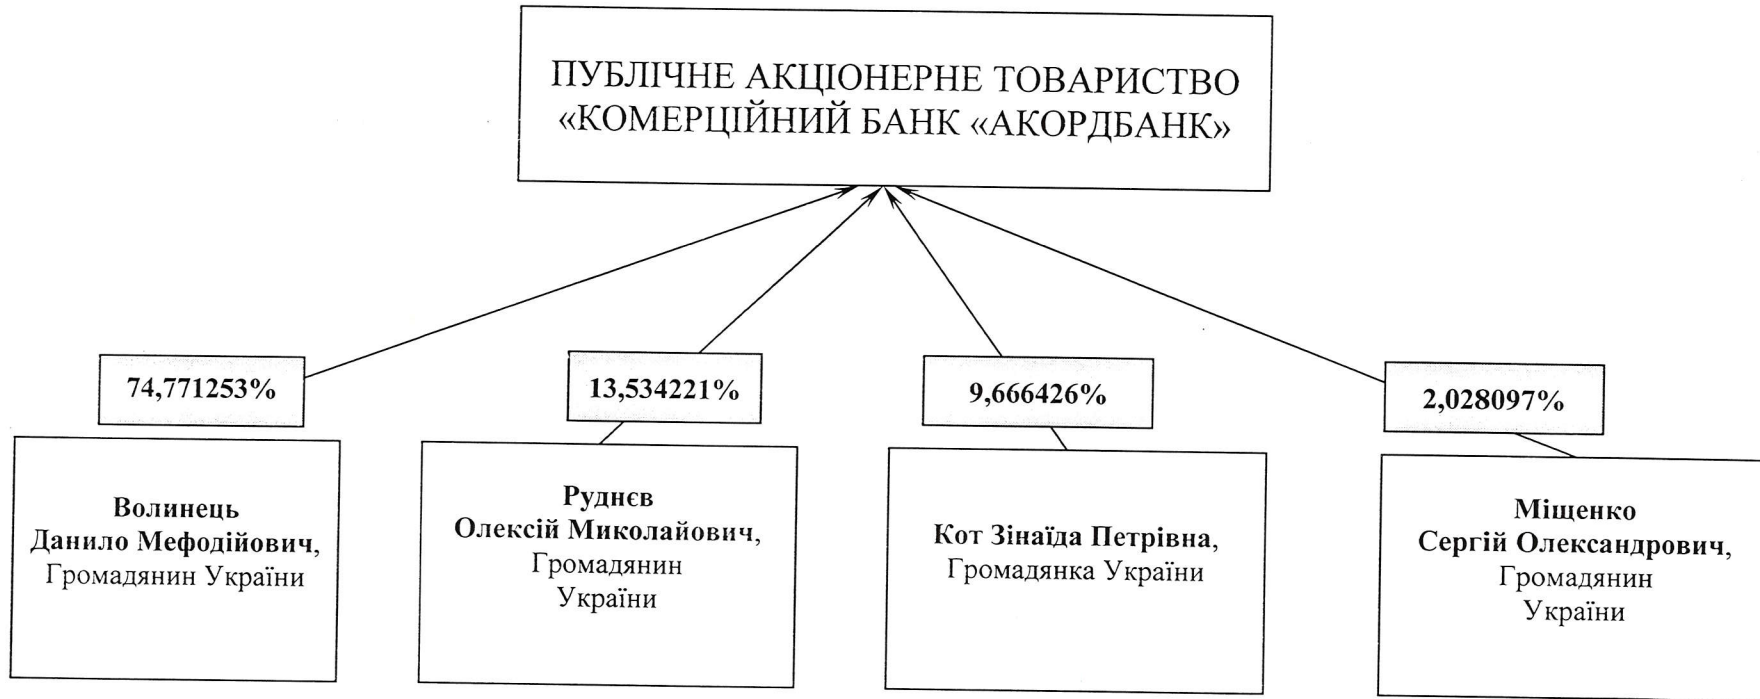 ПУБЛІЧНЕ АКЦІОНЕРНЕ ТОВАРИСТВО
«КОМЕРЦІЙНИЙ БАНК «АКОРДБАНК»
74,771253%
13,534221%
9,666426%
2,028097%
Волинець
Данило Мефодійович,
Громадянин України
Руднєв
Олексій Миколайович,
Громадянин
України
Кот Зінаїда Петрівна,
Громадянка України
Міщенко
Сергій Олександрович,
Громадянин
України